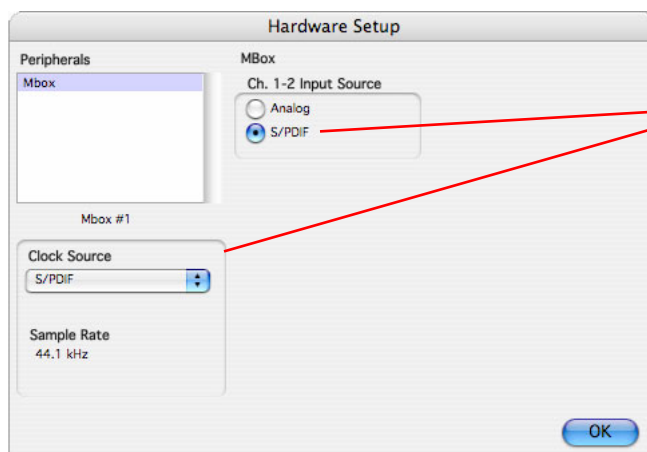 Hardware Setup
Peripherals
Mbox
Mbox #1
MBox
Ch. 1-2 Input Source
Analog
S/PDIF
Clock Source
S/PDIF
Sample Rate
44.1 kHz
OK